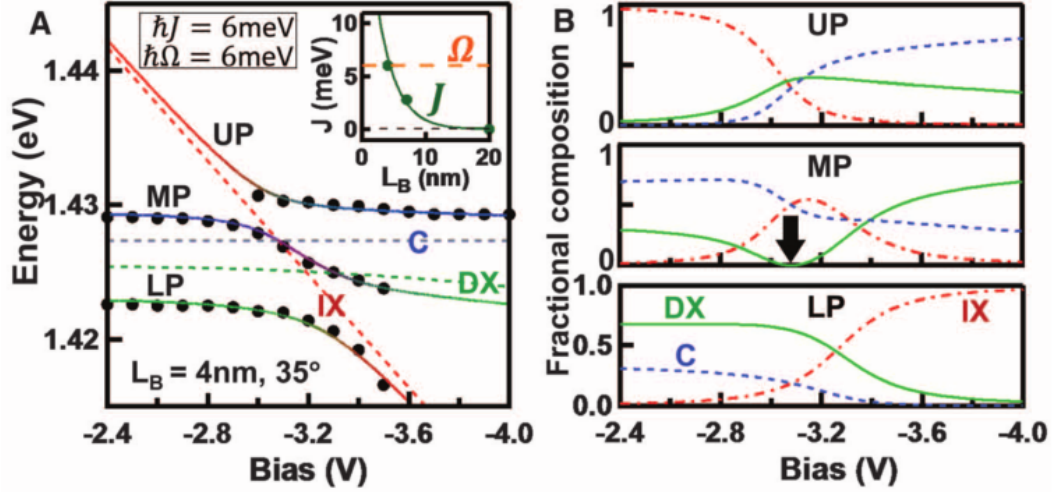 A
ħJ = 6meV
ħΩ = 6meV
10
5
0
J (meV)
Ω
J
0
10
20
L_B (nm)
UP
MP
LP
C
DX
IX
L_B = 4nm, 35°
1.44
1.43
1.42
Energy (eV)
-2.4
-2.8
-3.2
-3.6
-4.0
Bias (V)
B
Fractional composition
1
0
UP
1
0
MP
1.0
0.5
0.0
DX
LP
IX
C
-2.4
-2.8
-3.2
-3.6
-4.0
Bias (V)